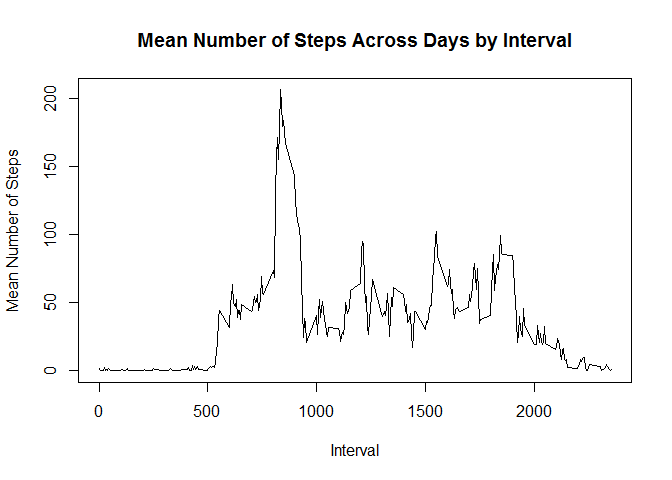 Mean Number of Steps Across Days by Interval
Mean Number of Steps
200
150
100
50
0
0 500 1000 1500 2000
Interval